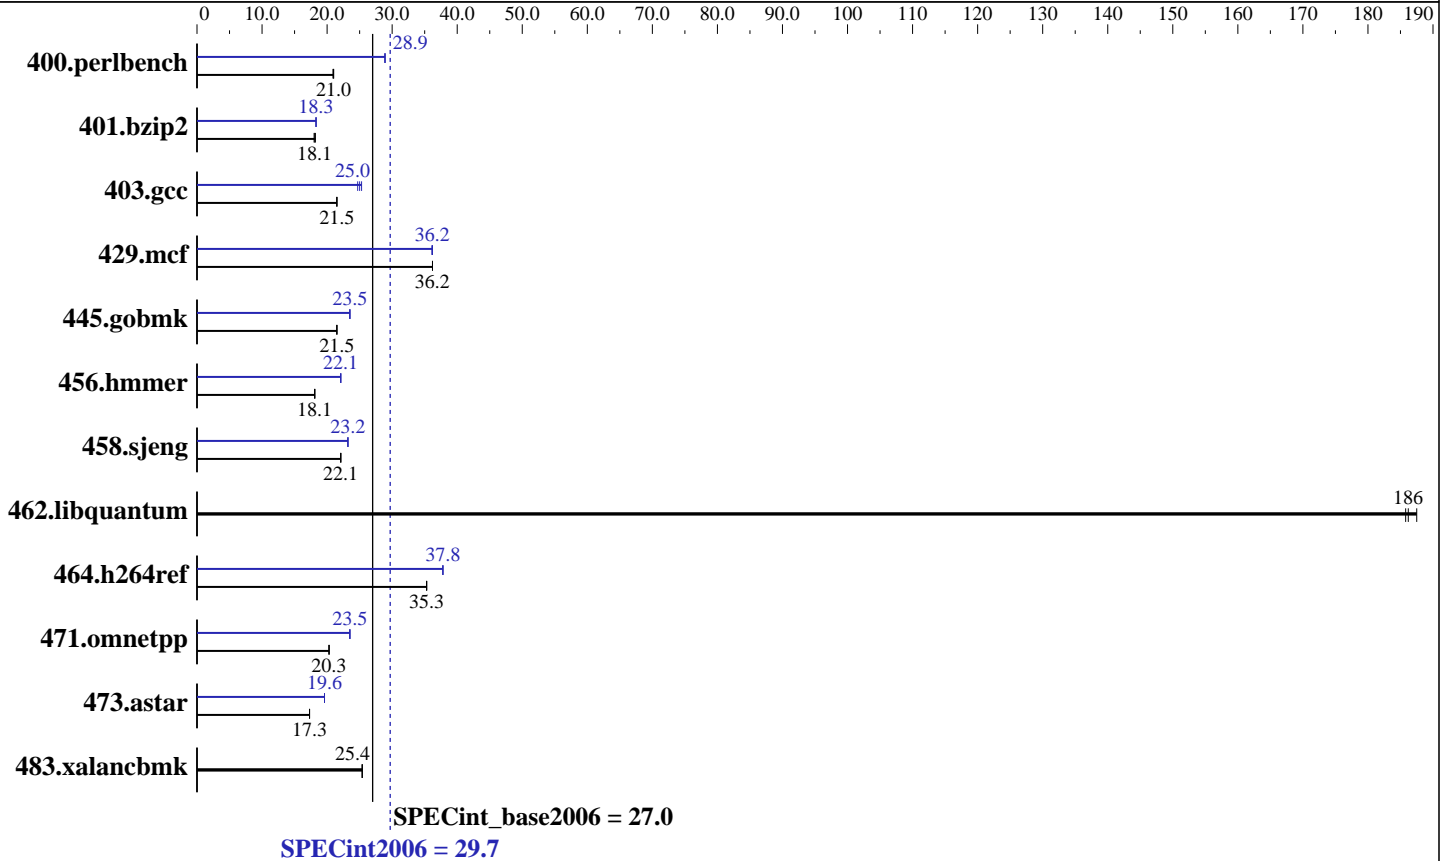 0 10.0 20.0 30.0 40.0 50.0 60.0 70.0 80.0 90.0 100 110 120 130 140 150 160 170 180 190
28.9
400.perlbench
21.0
18.3
401.bzip2
18.1
25.0
403.gcc
21.5
36.2
429.mcf
36.2
23.5
445.gobmk
21.5
22.1
456.hmmer
18.1
23.2
458.sjeng
22.1
186
462.libquantum
37.8
464.h264ref
35.3
23.5
471.omnetpp
20.3
19.6
473.astar
17.3
25.4
483.xalancbmk
SPECint_base2006 = 27.0
SPECint2006 = 29.7